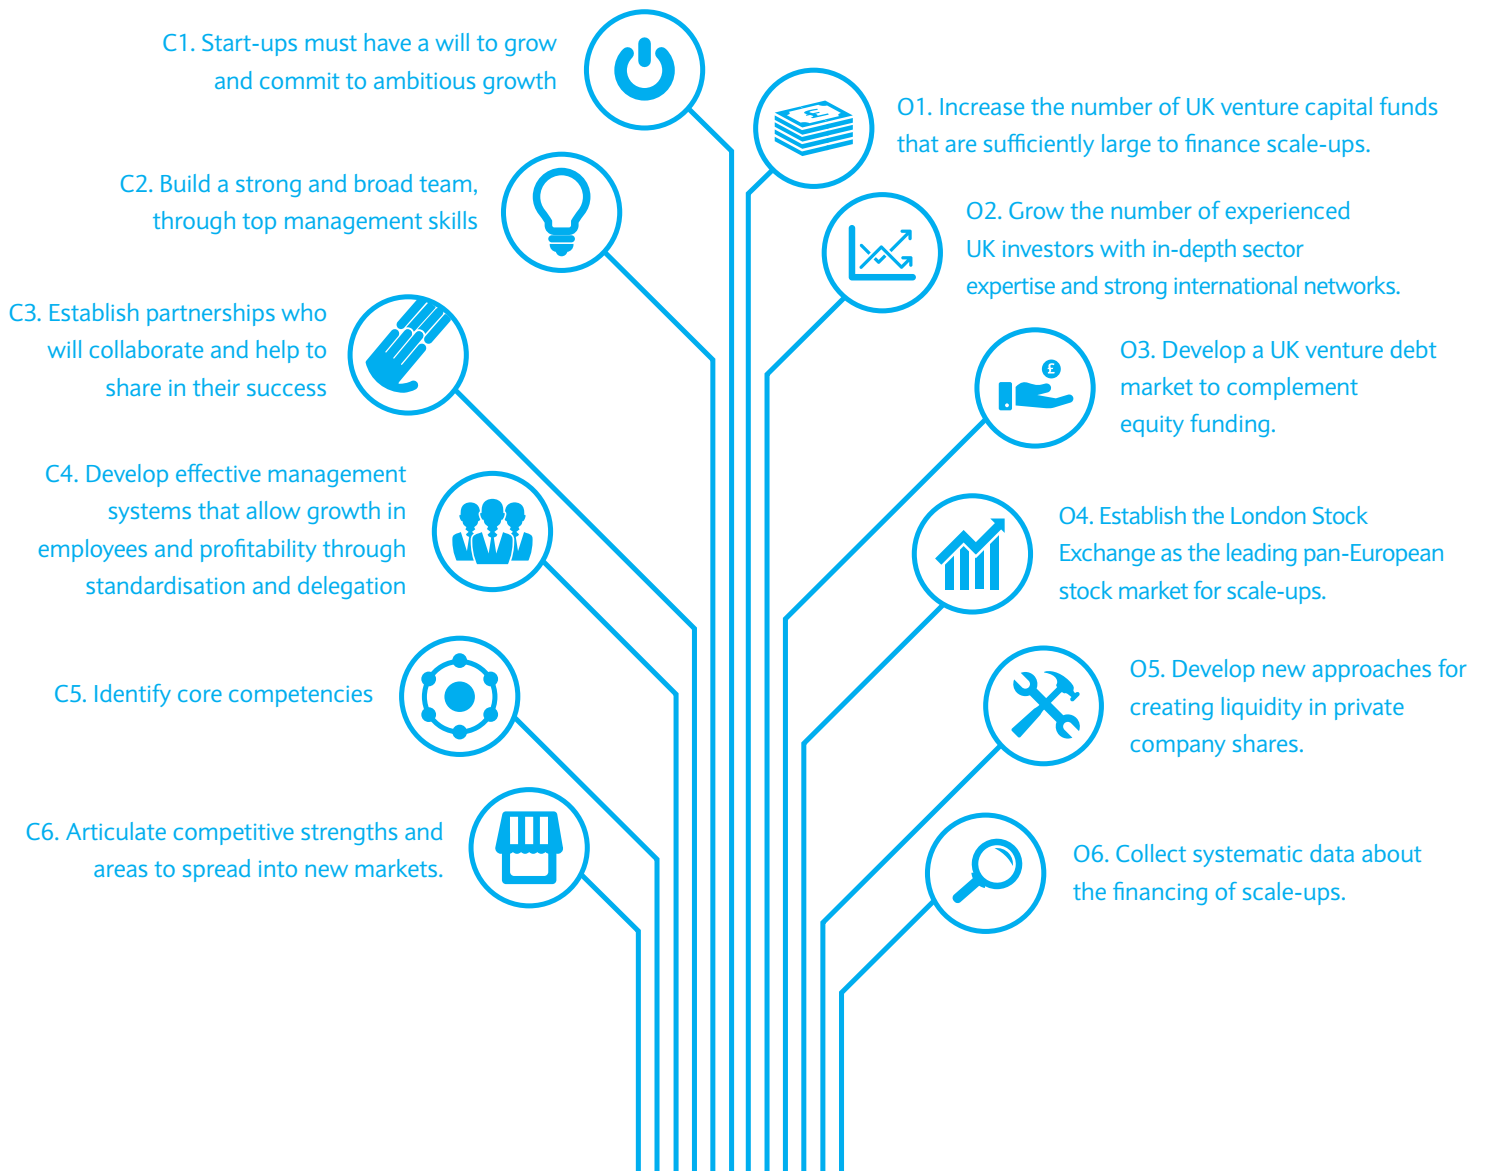 C1. Start-ups must have a will to grow
and commit to ambitious growth
C2. Build a strong and broad team,
through top management skills
C3. Establish partnerships who
will collaborate and help to
share in their success
C4. Develop effective management
systems that allow growth in
employees and profitability through
standardisation and delegation
C5. Identify core competencies
C6. Articulate competitive strengths and
areas to spread into new markets.
£
O1. Increase the number of UK venture capital funds
that are sufficiently large to finance scale-ups.
O2. Grow the number of experienced
UK investors with in-depth sector
expertise and strong international networks.
£
O3. Develop a UK venture debt
market to complement
equity funding.
O4. Establish the London Stock
Exchange as the leading pan-European
stock market for scale-ups.
O5. Develop new approaches for
creating liquidity in private
company shares.
O6. Collect systematic data about
the financing of scale-ups.